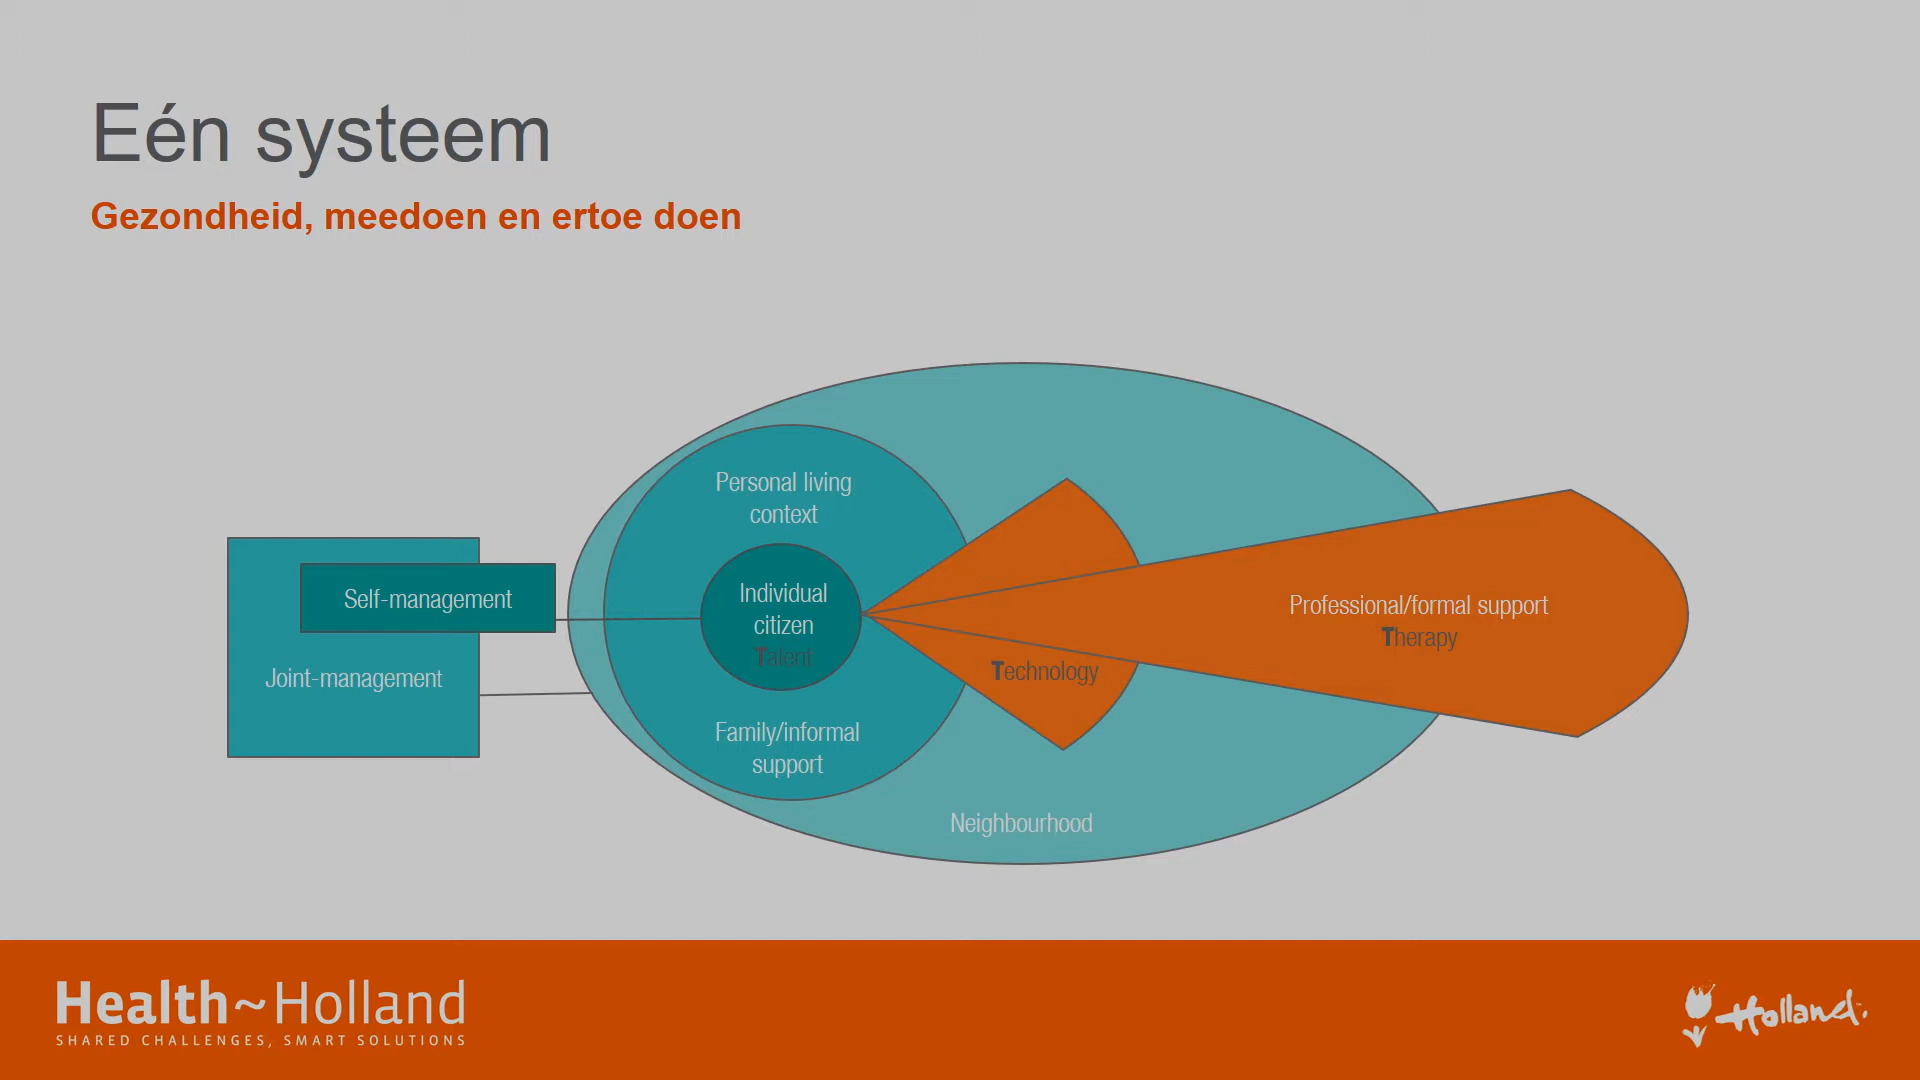 Eén systeem
Gezondheid, meedoen en ertoe doen
Personal living
context
Self-management
Joint-management
Individual
citizen
Talent
Family/informal
support
Technology
Professional/formal support
Therapy
Neighbourhood
Health~Holland
SHARED CHALLENGES, SMART SOLUTIONS
Holland.